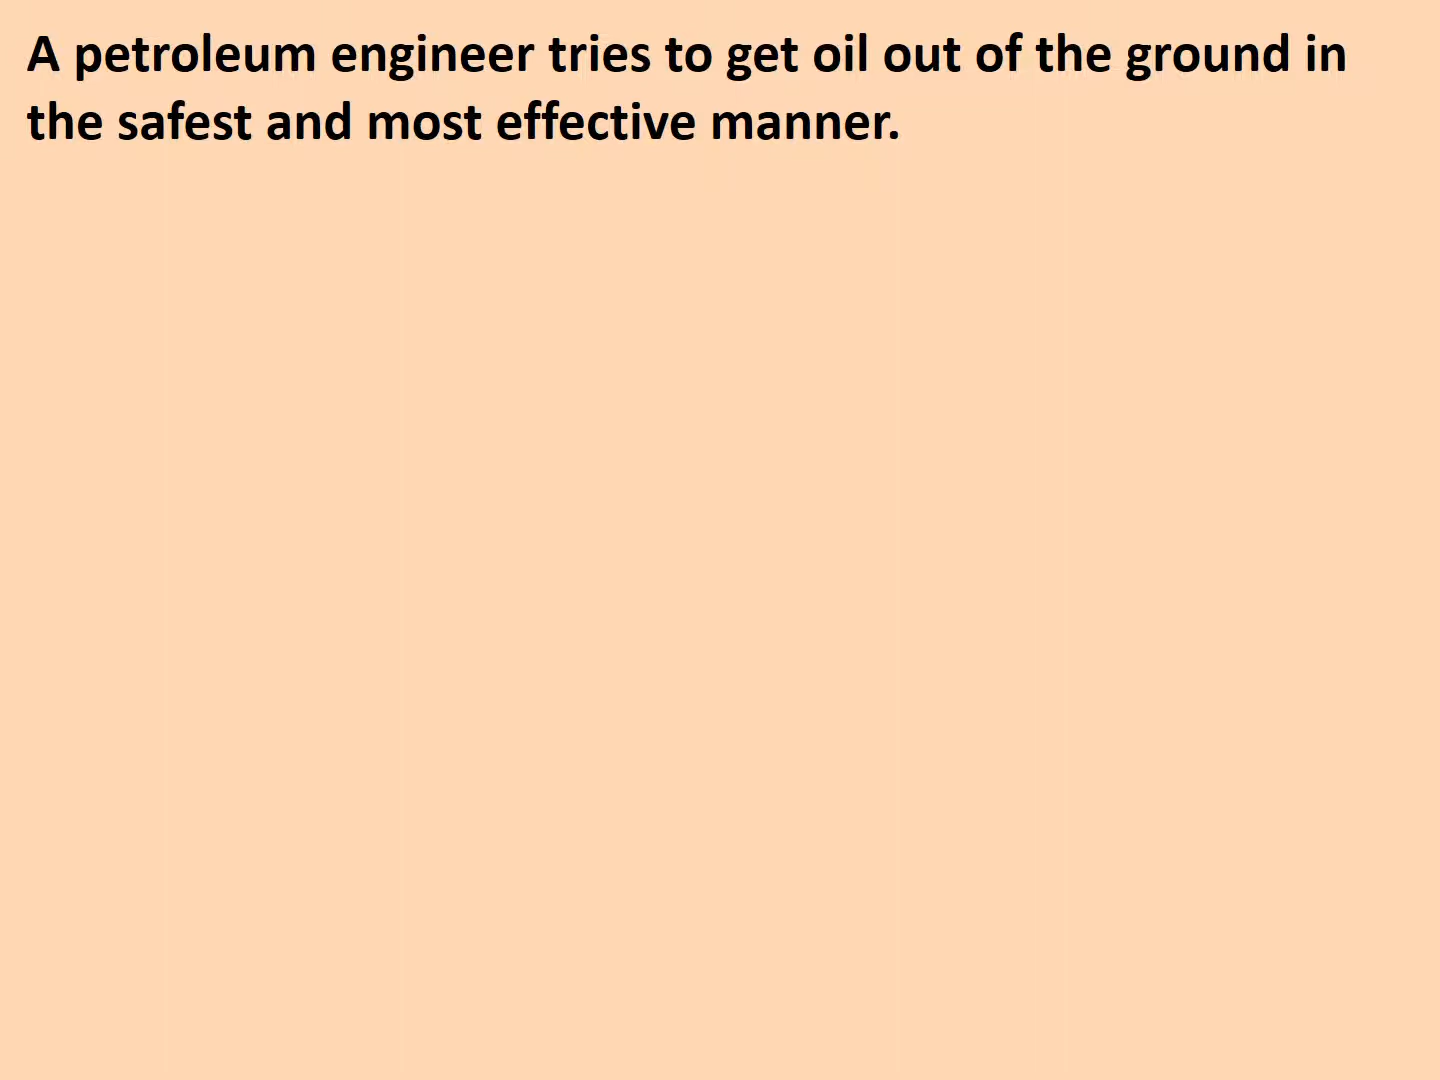 A petroleum engineer tries to get oil out of the ground in
the safest and most effective manner.